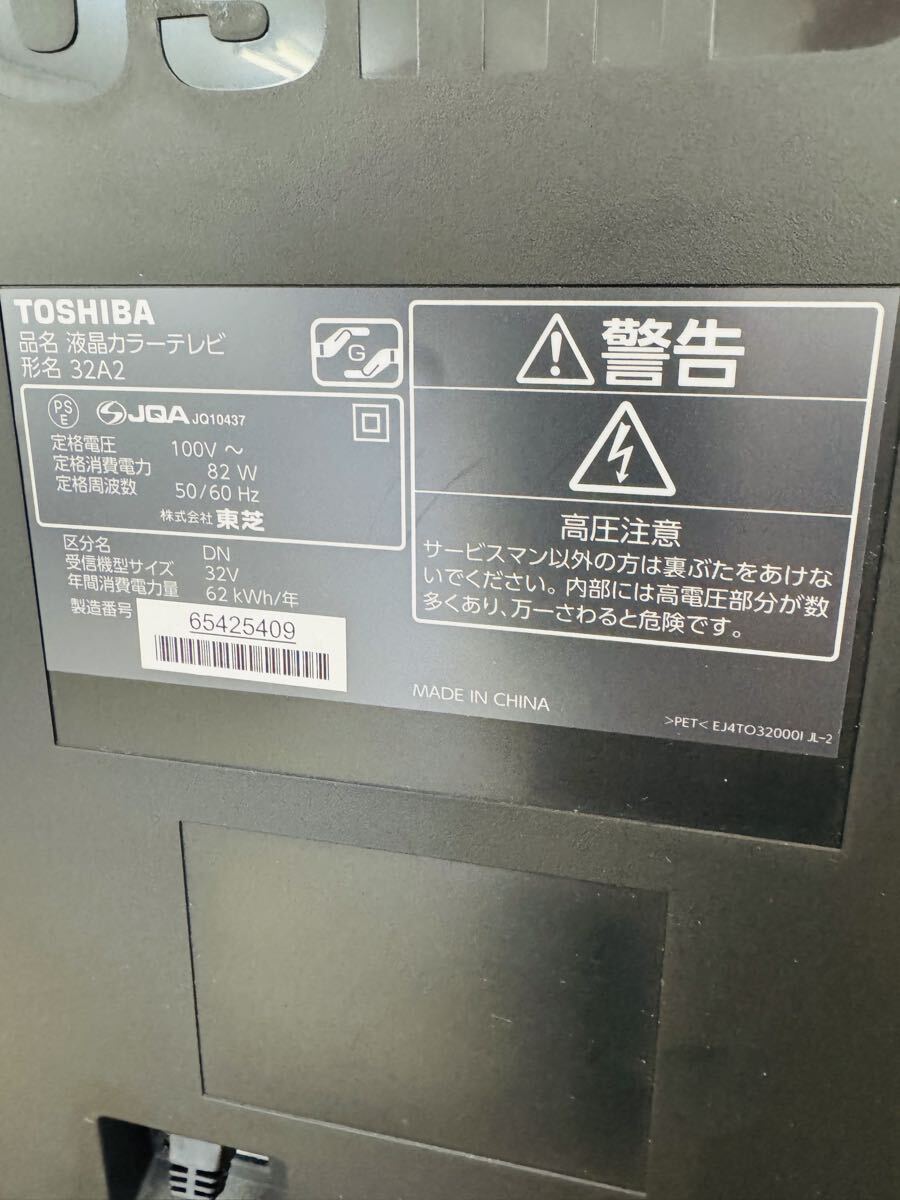 TOSHIBA
品名 液晶カラーテレビ
形名 32A2
G
PS
E
JQA JQ10437
定格電圧 100V ～
定格消費電力 82 W
定格周波数 50/60 Hz
株式会社 東芝
区分名 DN
受信機型サイズ 32V
年間消費電力量 62 kWh/年
製造番号 65425409
警告
高圧注意
サービスマン以外の方は裏ぶたをあけな
いでください。内部には高電圧部分が数
多くあり、万一さわると危険です。
MADE IN CHINA
>PET< EJ4TO32000I JL-2